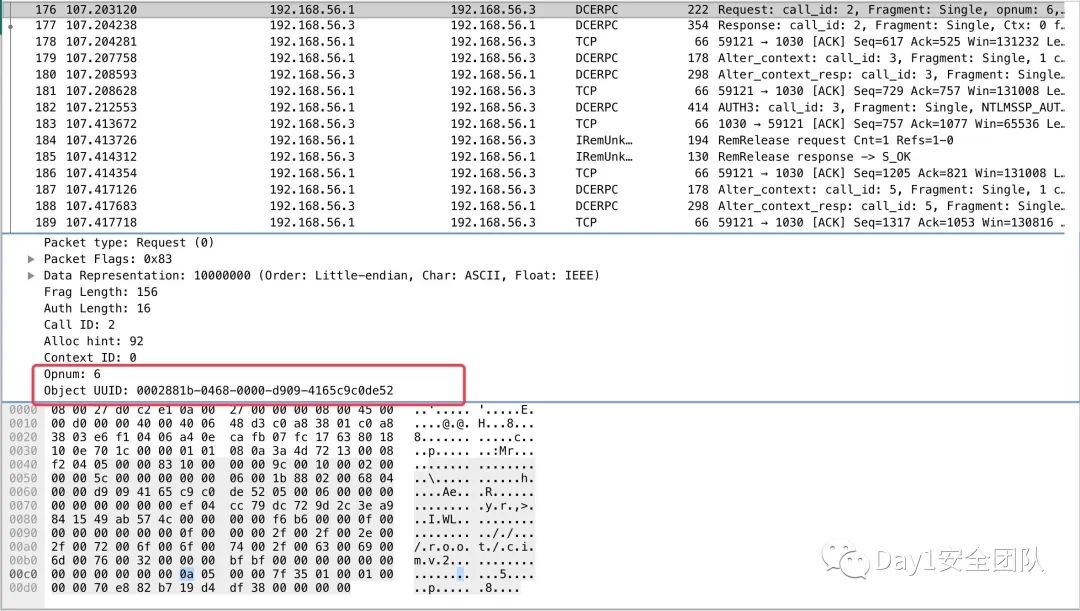 176 107.203120 192.168.56.1 192.168.56.3 DCERPC 222 Request: call_id: 2, Fragment: Single, opnum: 6,…
177 107.204238 192.168.56.3 192.168.56.1 DCERPC 354 Response: call_id: 2, Fragment: Single, Ctx: 0 f…
178 107.204281 192.168.56.1 192.168.56.3 TCP 66 59121 → 1030 [ACK] Seq=617 Ack=525 Win=131232 Le…
179 107.207758 192.168.56.1 192.168.56.3 DCERPC 178 Alter_context: call_id: 3, Fragment: Single, 1 c…
180 107.208593 192.168.56.3 192.168.56.1 DCERPC 298 Alter_context_resp: call_id: 3, Fragment: Single…
181 107.208628 192.168.56.1 192.168.56.3 TCP 66 59121 → 1030 [ACK] Seq=729 Ack=757 Win=131008 Le…
182 107.212553 192.168.56.1 192.168.56.3 DCERPC 414 AUTH3: call_id: 3, Fragment: Single, NTLMSSP_AUT…
183 107.413672 192.168.56.3 192.168.56.1 TCP 66 1030 → 59121 [ACK] Seq=757 Ack=1077 Win=65536 Le…
184 107.413726 192.168.56.1 192.168.56.3 IRemUnk… 194 RemRelease request Cnt=1 Refs=1-0
185 107.414312 192.168.56.3 192.168.56.1 IRemUnk… 130 RemRelease response -> S_OK
186 107.414354 192.168.56.1 192.168.56.3 TCP 66 59121 → 1030 [ACK] Seq=1205 Ack=821 Win=131008 L…
187 107.417126 192.168.56.1 192.168.56.3 DCERPC 178 Alter_context: call_id: 5, Fragment: Single, 1 c…
188 107.417683 192.168.56.3 192.168.56.1 DCERPC 298 Alter_context_resp: call_id: 5, Fragment: Single…
189 107.417718 192.168.56.1 192.168.56.3 TCP 66 59121 → 1030 [ACK] Seq=1317 Ack=1053 Win=130816 …
Packet type: Request (0)
Packet Flags: 0x83
Data Representation: 10000000 (Order: Little-endian, Char: ASCII, Float: IEEE)
Frag Length: 156
Auth Length: 16
Call ID: 2
Alloc hint: 92
Context ID: 0
Opnum: 6
Object UUID: 0002881b-0468-0000-d909-4165c9c0de52
0000 08 00 27 d0 c2 e1 0a 00 27 00 00 00 08 00 45 00 ..'..... '.....E.
0010 00 d0 00 00 40 00 40 06 48 d3 c0 a8 38 01 c0 a8 ....@.@. H...8...
0020 38 03 e6 f1 04 06 a4 0e ca fb 07 fc 17 63 80 18 8....... .....c..
0030 10 0e 70 1c 00 00 01 01 08 0a 3a 4d 72 13 00 08 ..p..... ..:Mr...
0040 f2 04 05 00 00 83 10 00 00 00 9c 00 10 00 02 00 ........ ........
0050 00 00 5c 00 00 00 00 00 06 00 1b 88 02 00 68 04 ..\..... ......h.
0060 00 00 d9 09 41 65 c9 c0 de 52 05 00 06 00 00 00 ....Ae.. .R......
0070 00 00 00 00 00 00 ef 04 cc 79 dc 72 9d 2c 3e a9 ........ .y.r.,>.
0080 84 15 49 ab 57 4c 00 00 00 00 f6 b6 00 00 0f 00 ..I.WL.. ........
0090 00 00 00 00 00 00 0f 00 00 00 2f 00 2f 00 2e 00 ........ ../././..
00a0 2f 00 72 00 6f 00 6f 00 74 00 2f 00 63 00 69 00 /.r.o.o. t./.c.i.
00b0 6d 00 76 00 32 00 00 00 bf bf 00 00 00 00 00 00 m.v.2... ........
00c0 00 00 00 00 00 00 0a 05 00 00 7f 35 01 00 01 00 ........ ...5....
00d0 00 00 70 e8 82 b7 19 d4 df 38 00 00 00 00 ..p..... .8....
Day1安全团队